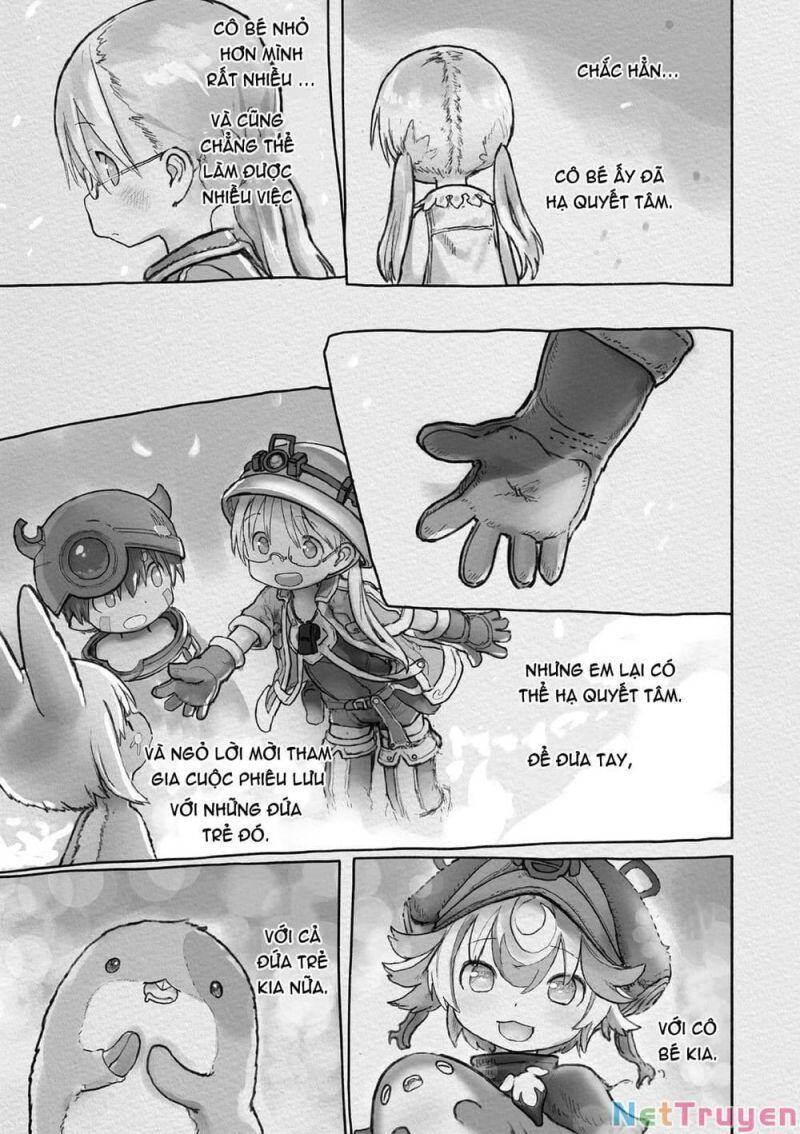 CHẮC HẲN...
CÔ BÉ ẤY ĐÃ
HẠ QUYẾT TÂM.
CÔ BÉ NHỎ
HƠN MÌNH
RẤT NHIỀU ...
VÀ CŨNG
CHẲNG THỂ
LÀM ĐƯỢC
NHIỀU VIỆC
NHƯNG EM LẠI CÓ
THỂ HẠ QUYẾT TÂM.
ĐỂ ĐƯA TAY,
VÀ NGỎ LỜI MỜI THAM
GIA CUỘC PHIÊU LƯU
VỚI NHỮNG ĐỨA
TRẺ ĐÓ.
VỚI CÔ
BÉ KIA.
VỚI CẢ
ĐỨA TRẺ
KIA NỮA.
NetTruyen